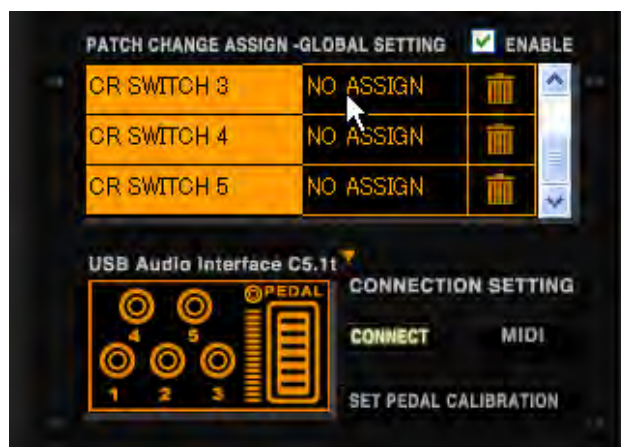 PATCH CHANGE ASSIGN -GLOBAL SETTING ENABLE
CR SWITCH 3 NO ASSIGN
CR SWITCH 4 NO ASSIGN
CR SWITCH 5 NO ASSIGN
USB Audio Interface C5.1t
PEDAL
4 5
1 2 3
CONNECTION SETTING
CONNECT MIDI
SET PEDAL CALIBRATION